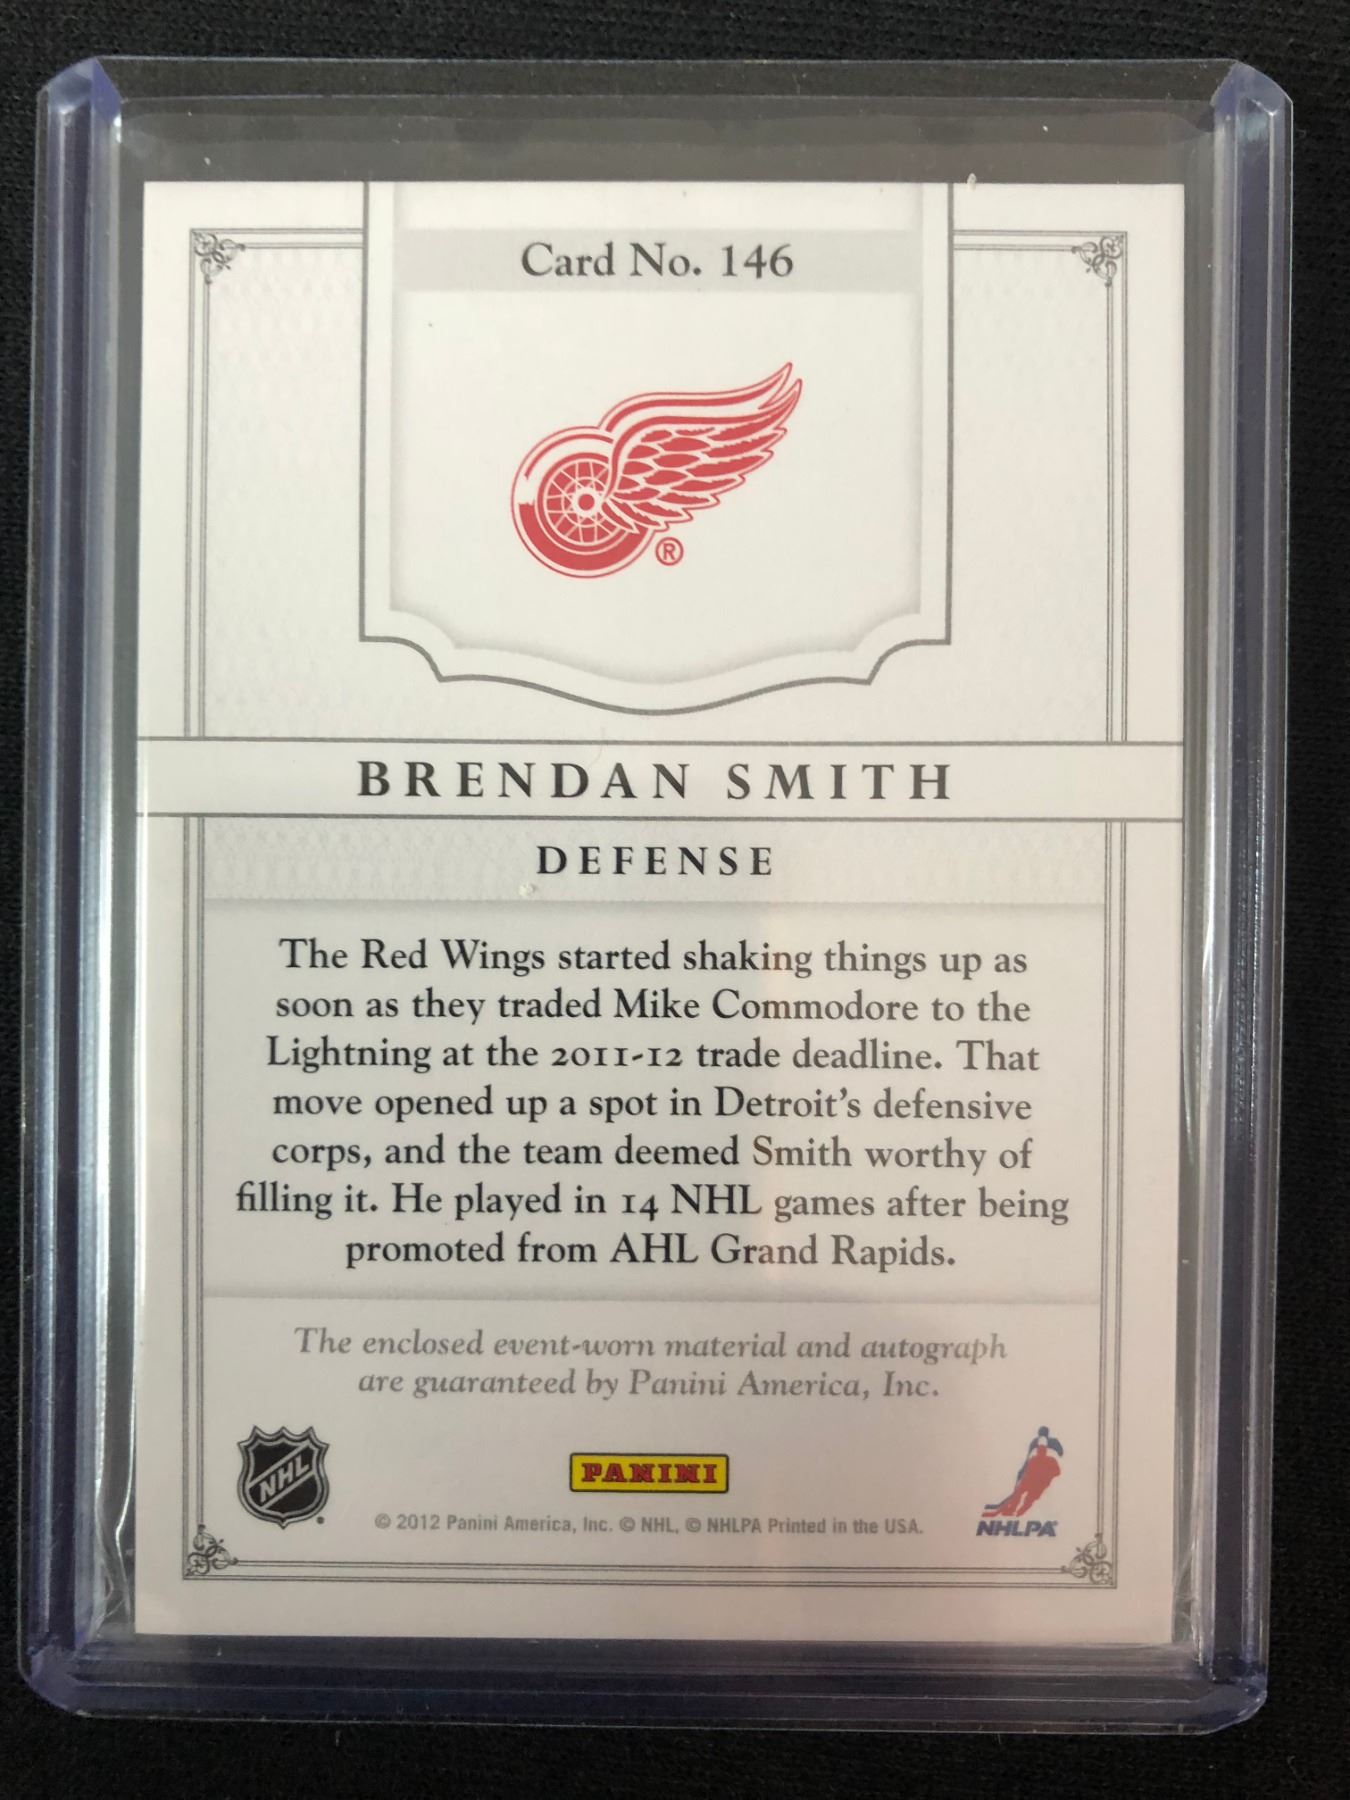 Card No. 146
®
BRENDAN SMITH
DEFENSE
The Red Wings started shaking things up as
soon as they traded Mike Commodore to the
Lightning at the 2011-12 trade deadline. That
move opened up a spot in Detroit's defensive
corps, and the team deemed Smith worthy of
filling it. He played in 14 NHL games after being
promoted from AHL Grand Rapids.
The enclosed event-worn material and autograph
are guaranteed by Panini America, Inc.
NHL
PANINI
© 2012 Panini America, Inc. © NHL, © NHLPA Printed in the USA.
NHLPA